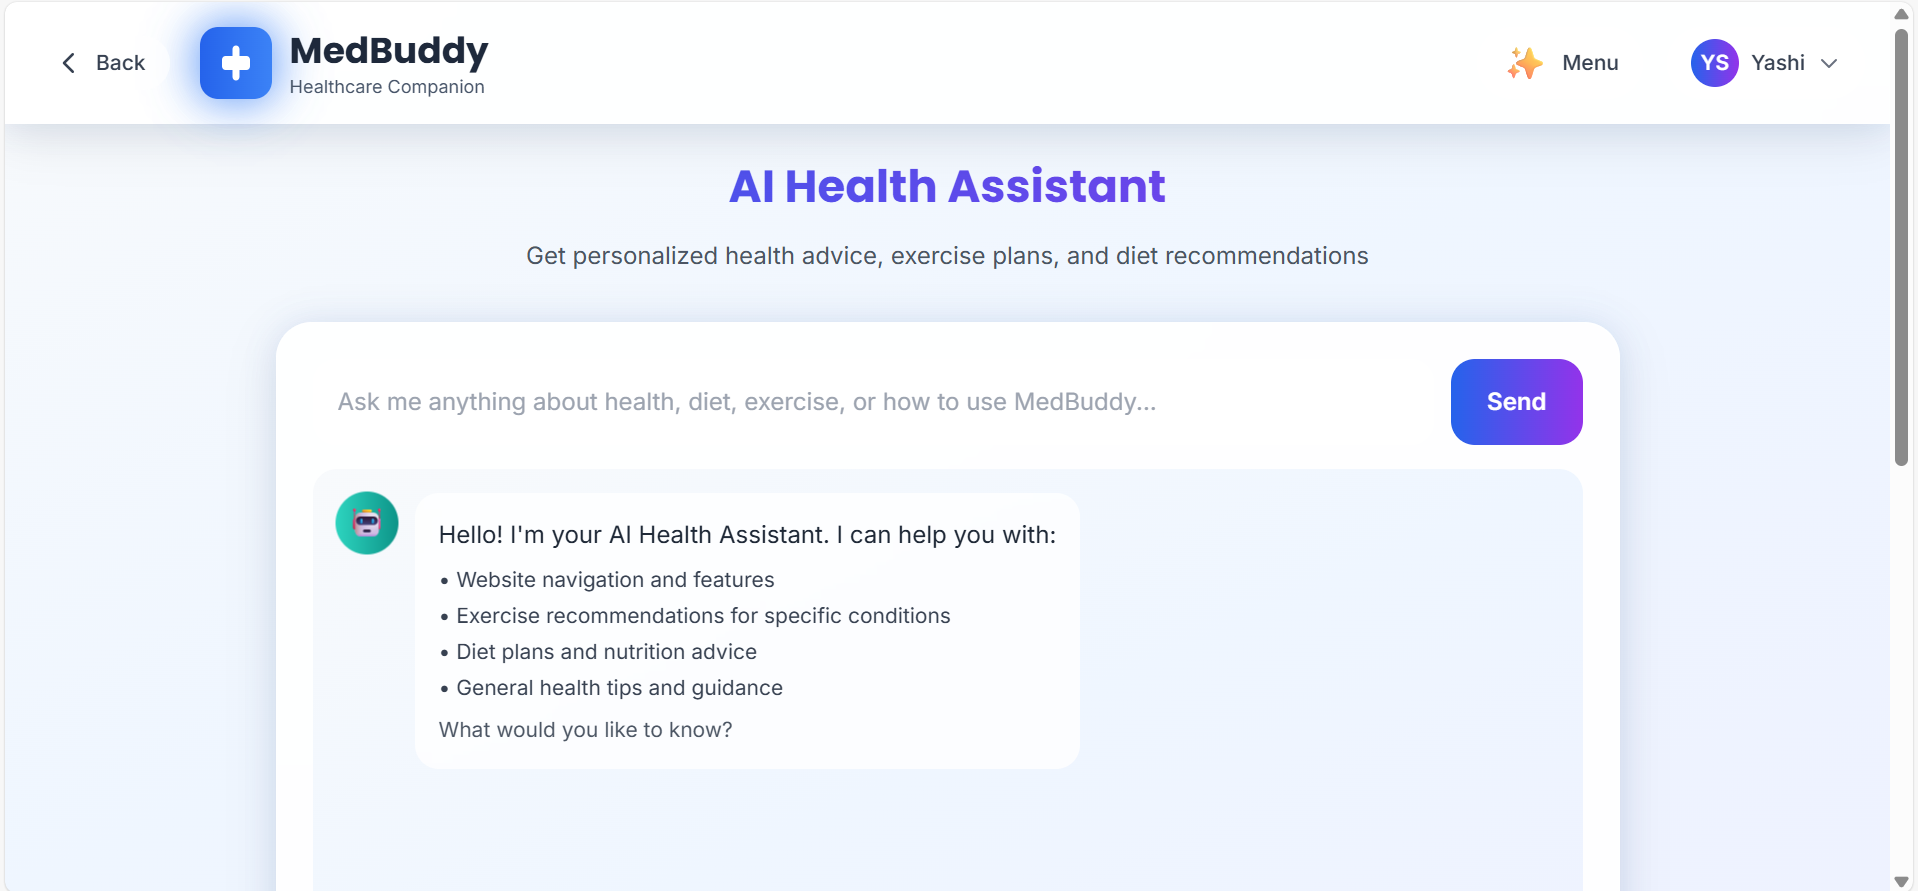 Back
MedBuddy
Healthcare Companion
Menu
YS
Yashi
AI Health Assistant
Get personalized health advice, exercise plans, and diet recommendations
Ask me anything about health, diet, exercise, or how to use MedBuddy...
Send
Hello! I'm your AI Health Assistant. I can help you with:
• Website navigation and features
• Exercise recommendations for specific conditions
• Diet plans and nutrition advice
• General health tips and guidance
What would you like to know?